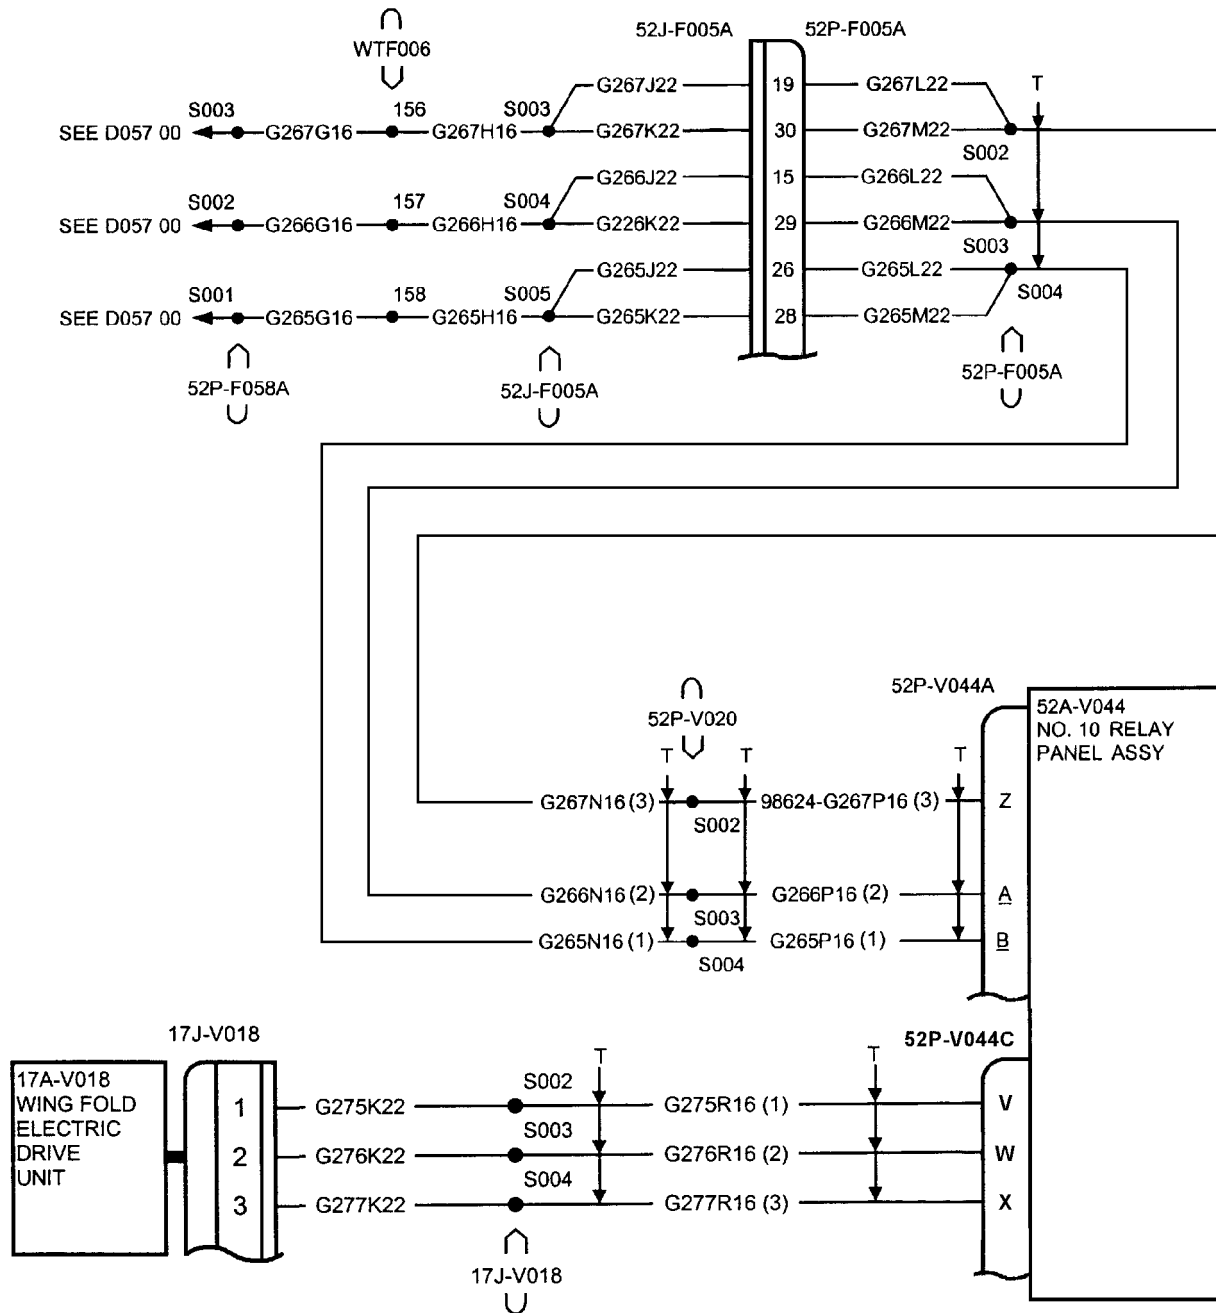 52J-F005A 52P-F005A
WTF006
G267J22 19 G267L22 T
S003 156 S003
SEE D057 00 G267G16 G267H16 G267K22 30 G267M22
S002
G266J22 15 G266L22
S002 157 S004
SEE D057 00 G266G16 G266H16 G226K22 29 G266M22
S003
G265J22 26 G265L22
S001 158 S005 S004
SEE D057 00 G265G16 G265H16 G265K22 28 G265M22
52P-F058A 52J-F005A 52P-F005A
52P-V044A
52P-V020
52A-V044
NO. 10 RELAY
PANEL ASSY
T T T
G267N16 (3) 98624-G267P16 (3) Z
S002
G266N16 (2) G266P16 (2) A
S003
G265N16 (1) G265P16 (1) B
S004
17J-V018 52P-V044C
17A-V018
WING FOLD
ELECTRIC
DRIVE
UNIT
T T
S002
1 G275K22 G275R16 (1) V
S003
2 G276K22 G276R16 (2) W
S004
3 G277K22 G277R16 (3) X
17J-V018